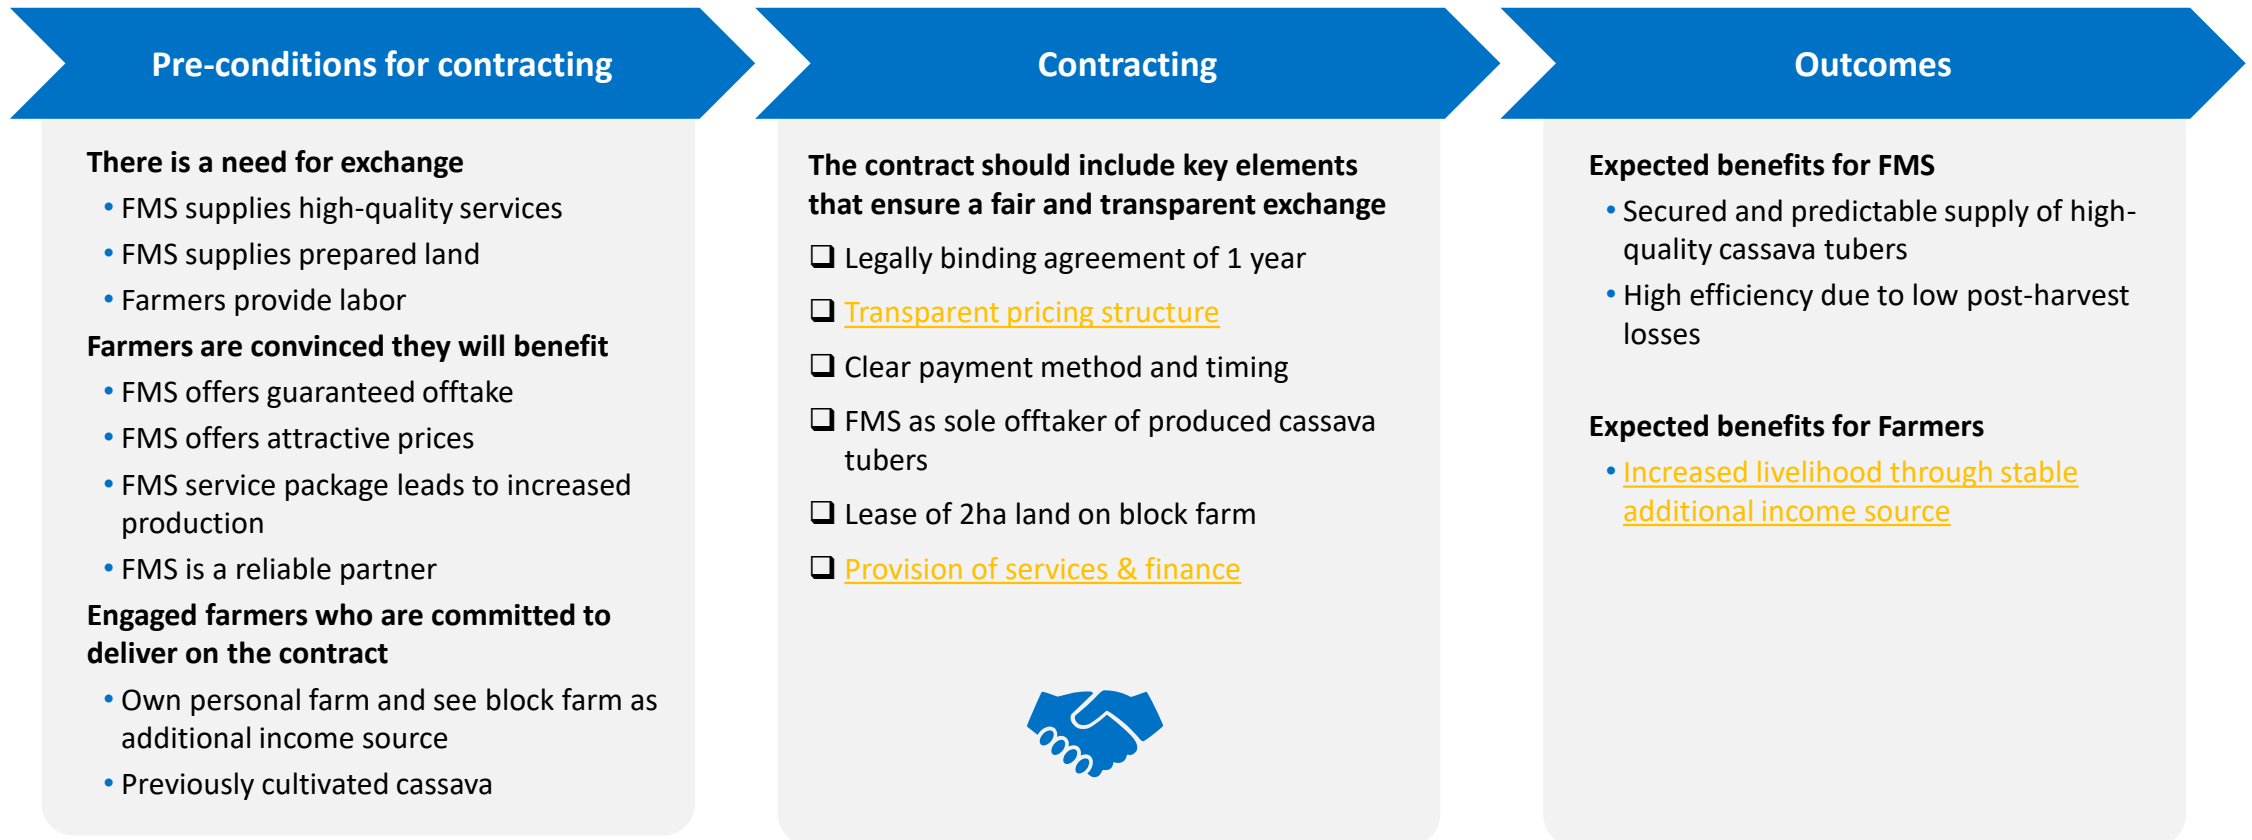 Pre-conditions for contracting
There is a need for exchange
• FMS supplies high-quality services
• FMS supplies prepared land
• Farmers provide labor
Farmers are convinced they will benefit
• FMS offers guaranteed offtake
• FMS offers attractive prices
• FMS service package leads to increased
production
• FMS is a reliable partner
Engaged farmers who are committed to
deliver on the contract
• Own personal farm and see block farm as
additional income source
• Previously cultivated cassava
Contracting
The contract should include key elements
that ensure a fair and transparent exchange
❑ Legally binding agreement of 1 year
❑ Transparent pricing structure
❑ Clear payment method and timing
❑ FMS as sole offtaker of produced cassava
tubers
❑ Lease of 2ha land on block farm
❑ Provision of services & finance
Outcomes
Expected benefits for FMS
• Secured and predictable supply of high-
quality cassava tubers
• High efficiency due to low post-harvest
losses
Expected benefits for Farmers
• Increased livelihood through stable
additional income source